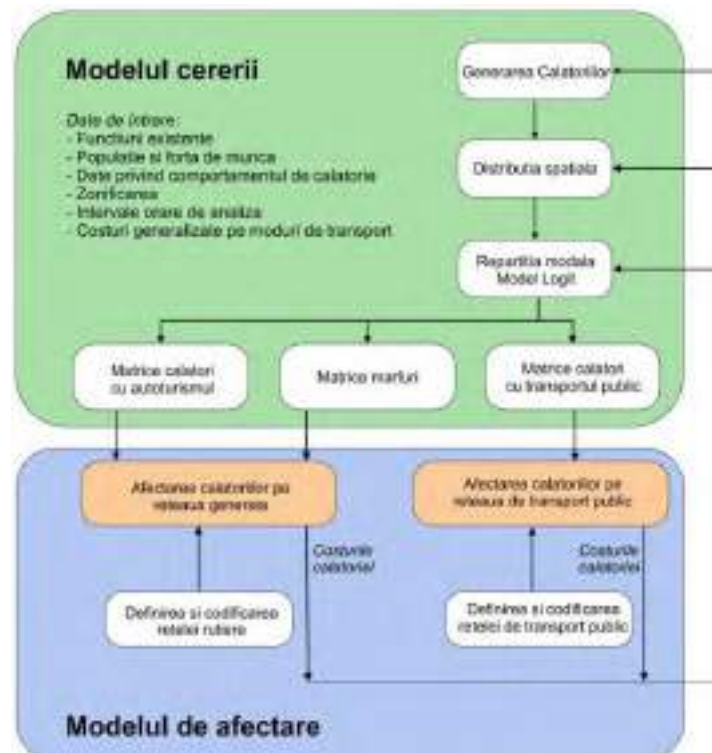 Modelul cererii
Date de intrare:
- Functiuni existente
- Populatie si forta de munca
- Date privind comportamentul de calatorie
- Zonificarea
- Intervale orare de analiza
- Costuri generalizate pe moduri de transport
Generarea Calatoriilor
Distributia spatiala
Repartitia modala
Model Logit
Matrice calatori
cu autoturismul
Matrice marfuri
Matrice calatori
cu transportul public
Afectarea calatoriilor pe
reteaua generala
Afectarea calatoriilor pe
reteaua de transport public
Costurile
calatoriei
Costurile
calatoriei
Definirea si codificarea
retelei rutiere
Definirea si codificarea
retelei de transport public
Modelul de afectare